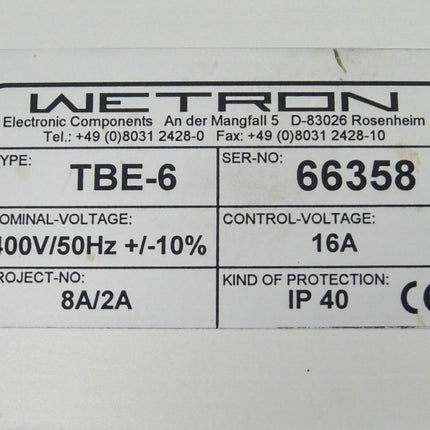 WETRON
Electronic Components An der Mangfall 5 D-83026 Rosenheim
Tel.: +49 (0)8031 2428-0 Fax: +49 (0)8031 2428-10
YPE: TBE-6 SER-NO: 66358
OMINAL-VOLTAGE: CONTROL-VOLTAGE:
400V/50Hz +/-10% 16A
ROJECT-NO: KIND OF PROTECTION:
8A/2A IP 40 CE